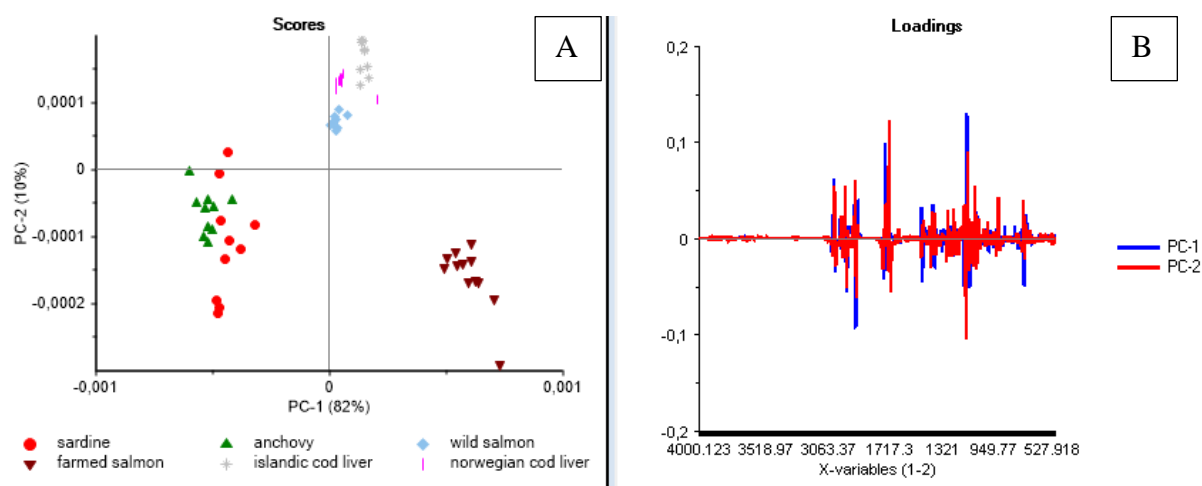 Scores
A
0,0001
0
-0,0001
-0,0002
PC-2 (10%)
-0,001
0
0,001
PC-1 (82%)
sardine
anchovy
wild salmon
farmed salmon
islandic cod liver
norwegian cod liver
Loadings
B
0,2
0,1
0
-0,1
-0,2
4000.123 3518.97 3063.37 1717.3 1321 949.77 527.918
X-variables (1-2)
PC-1
PC-2